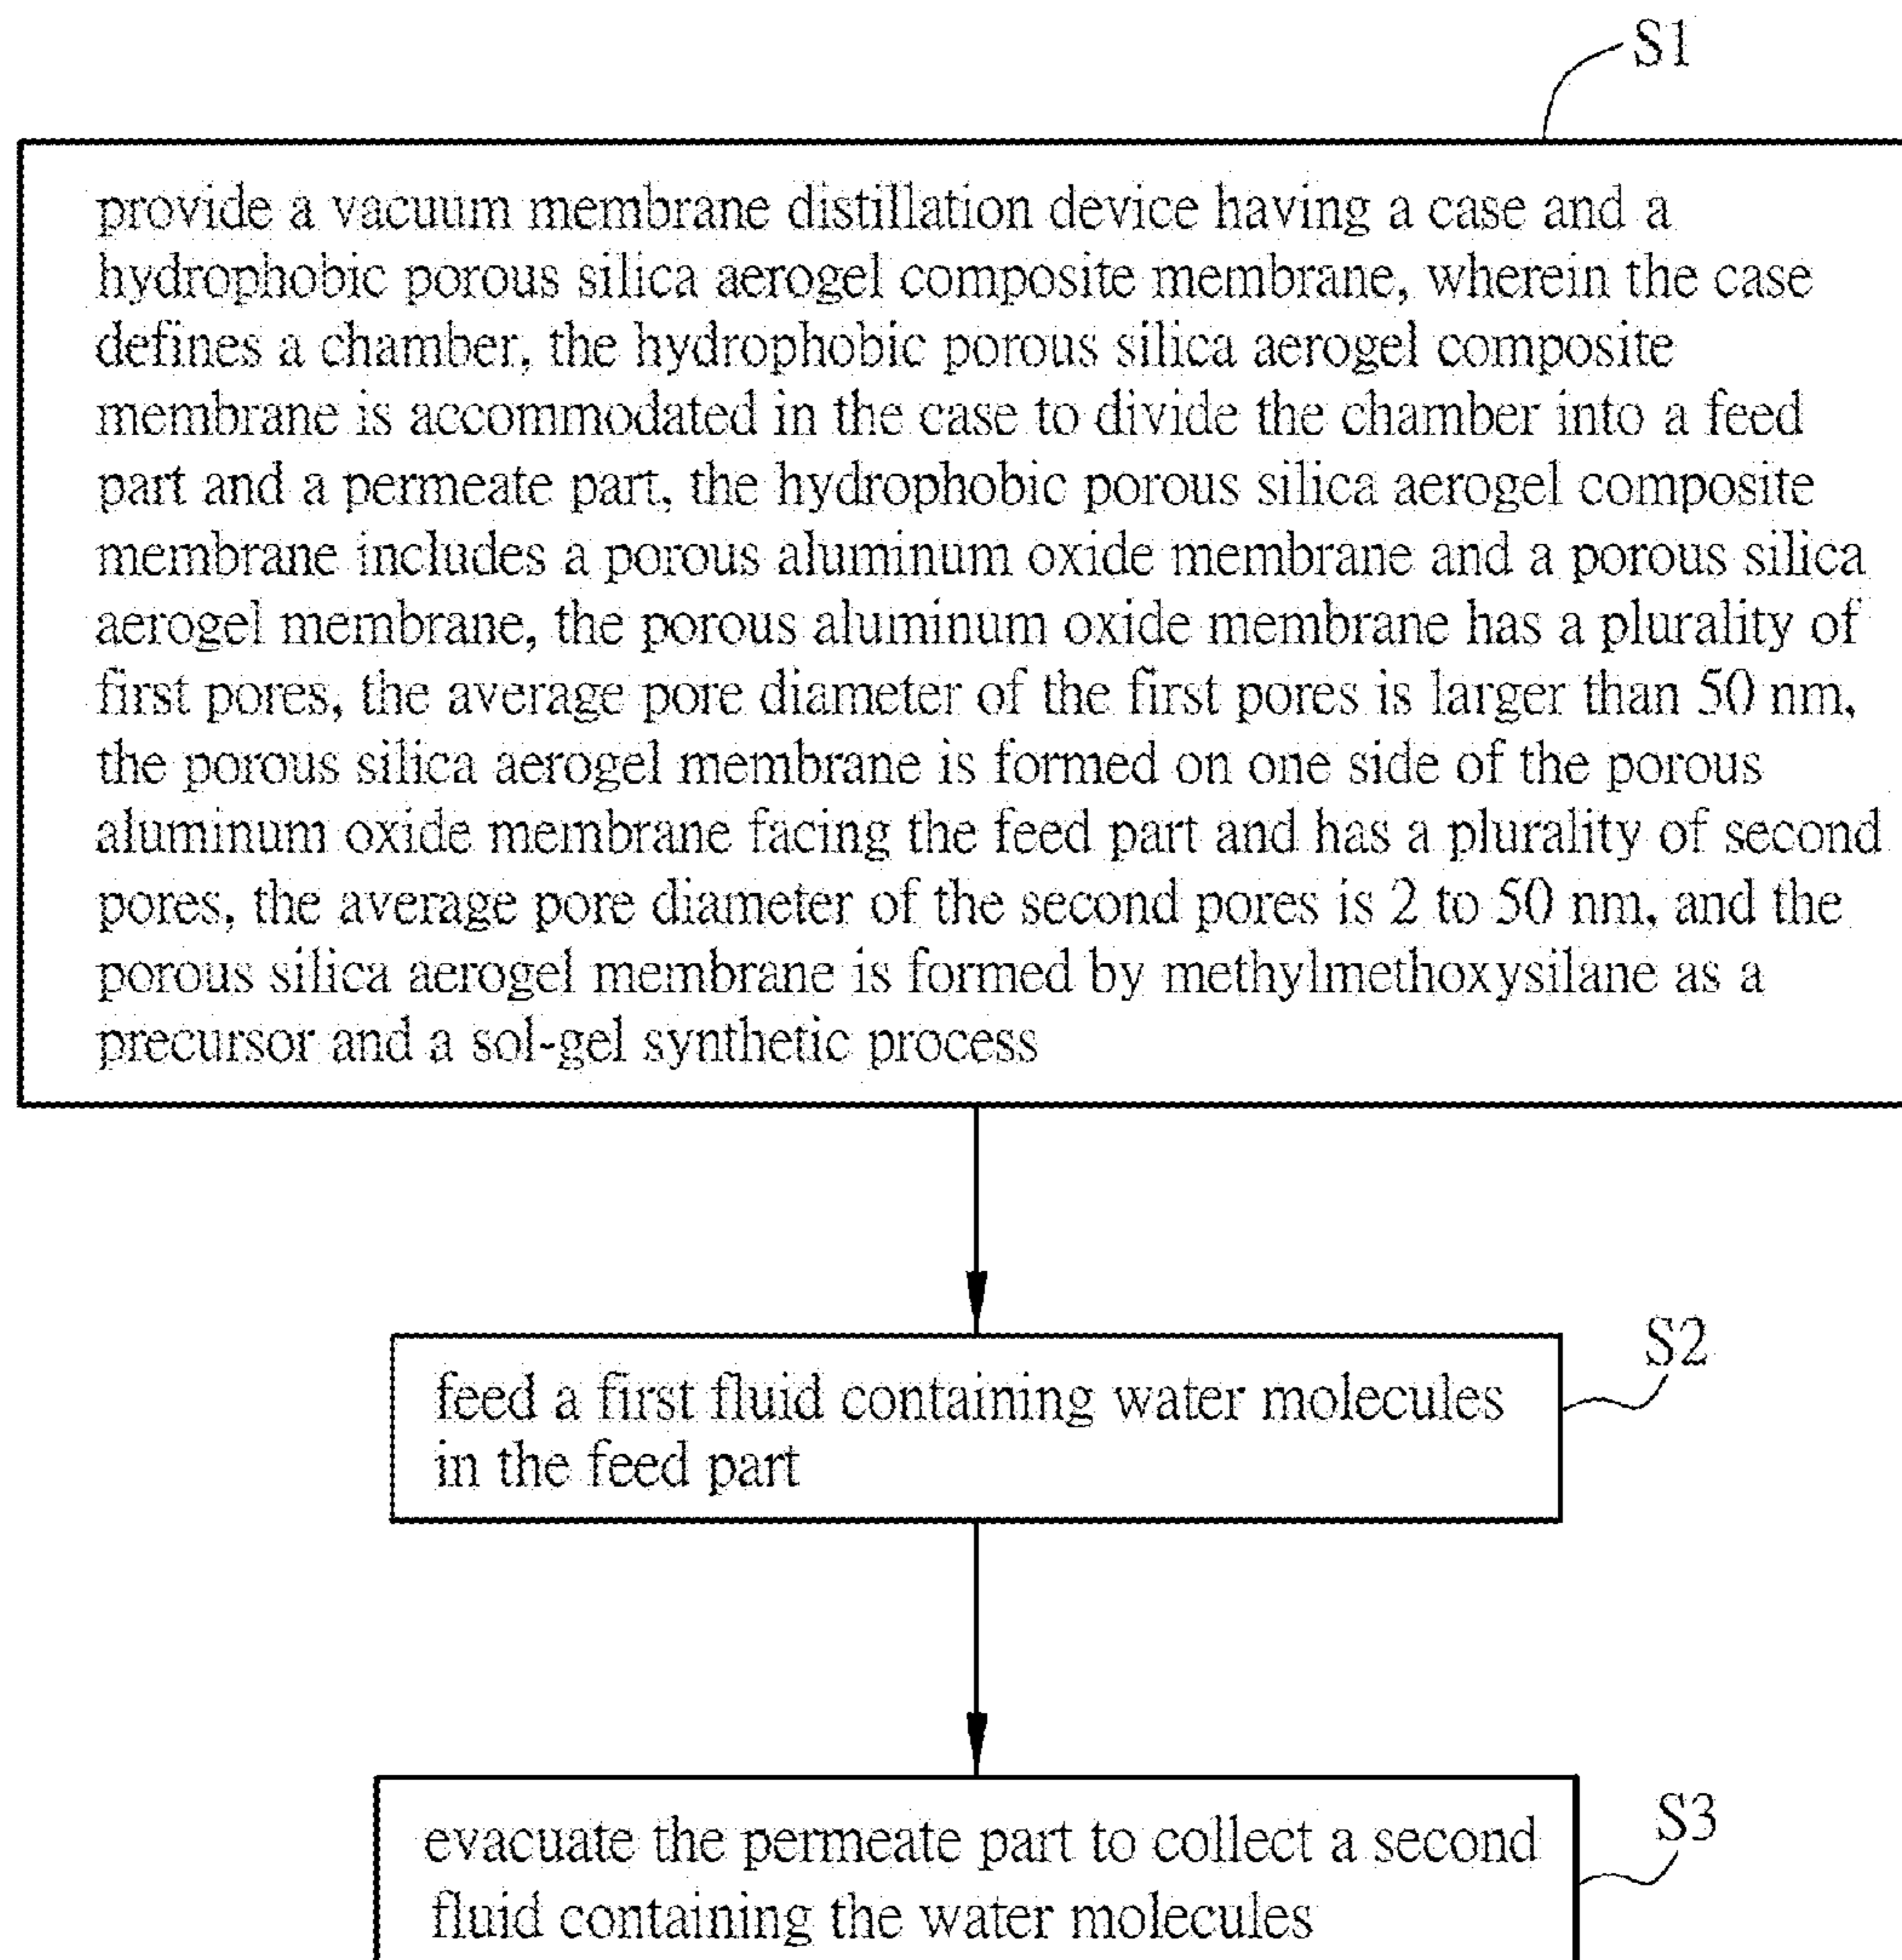 S1
provide a vacuum membrane distillation device having a case and a
hydrophobic porous silica aerogel composite membrane, wherein the case
defines a chamber, the hydrophobic porous silica aerogel composite
membrane is accommodated in the case to divide the chamber into a feed
part and a permeate part, the hydrophobic porous silica aerogel composite
membrane includes a porous aluminum oxide membrane and a porous silica
aerogel membrane, the porous aluminum oxide membrane has a plurality of
first pores, the average pore diameter of the first pores is larger than 50 nm,
the porous silica aerogel membrane is formed on one side of the porous
aluminum oxide membrane facing the feed part and has a plurality of second
pores, the average pore diameter of the second pores is 2 to 50 nm, and the
porous silica aerogel membrane is formed by methylmethoxysilane as a
precursor and a sol-gel synthetic process
S2
feed a first fluid containing water molecules
in the feed part
S3
evacuate the permeate part to collect a second
fluid containing the water molecules